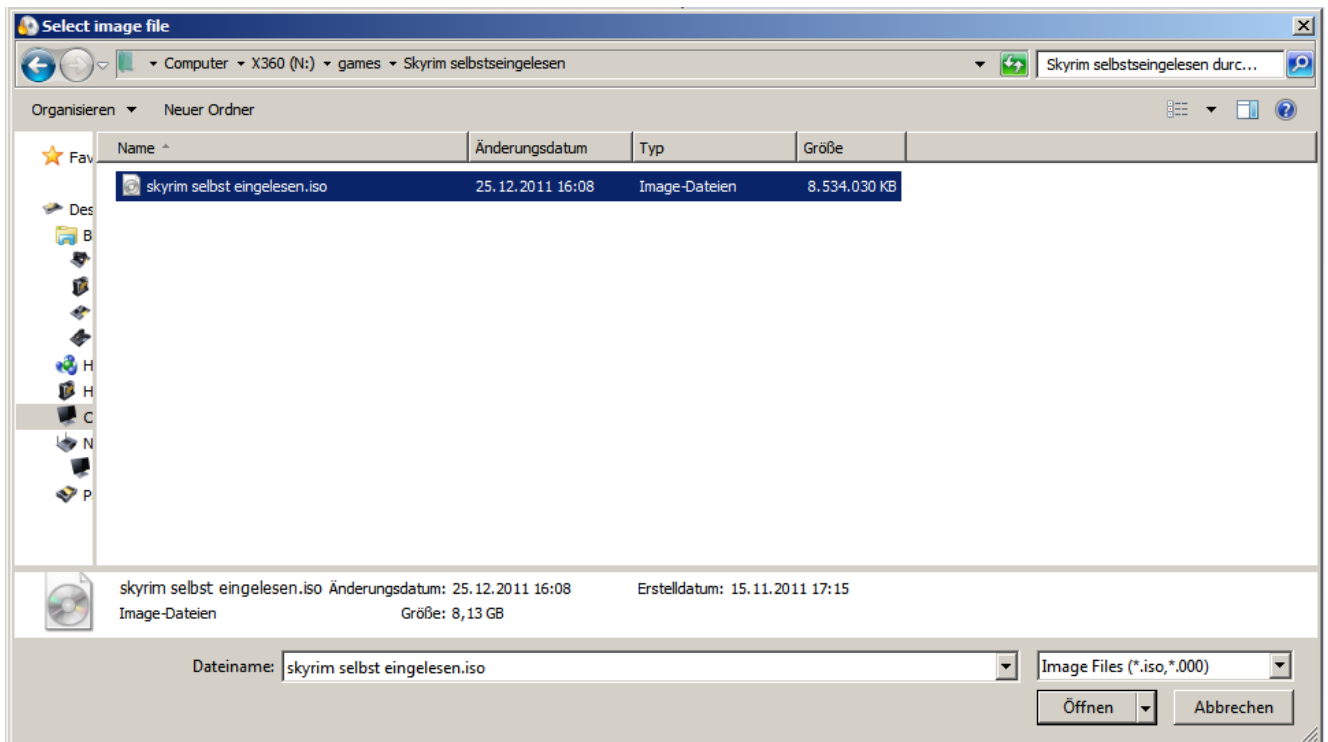 Select image file
Computer X360 (N:) games Skyrim selbstseingelesen
Skyrim selbstseingelesen durc...
Organisieren Neuer Ordner
Name Änderungsdatum Typ Größe
Fav
skyrim selbst eingelesen.iso 25.12.2011 16:08 Image-Dateien 8.534.030 KB
Des
B
H
H
C
N
P
skyrim selbst eingelesen.iso Änderungsdatum: 25.12.2011 16:08 Erstelldatum: 15.11.2011 17:15
Image-Dateien Größe: 8,13 GB
Dateiname: skyrim selbst eingelesen.iso Image Files (*.iso,*.000)
Öffnen Abbrechen